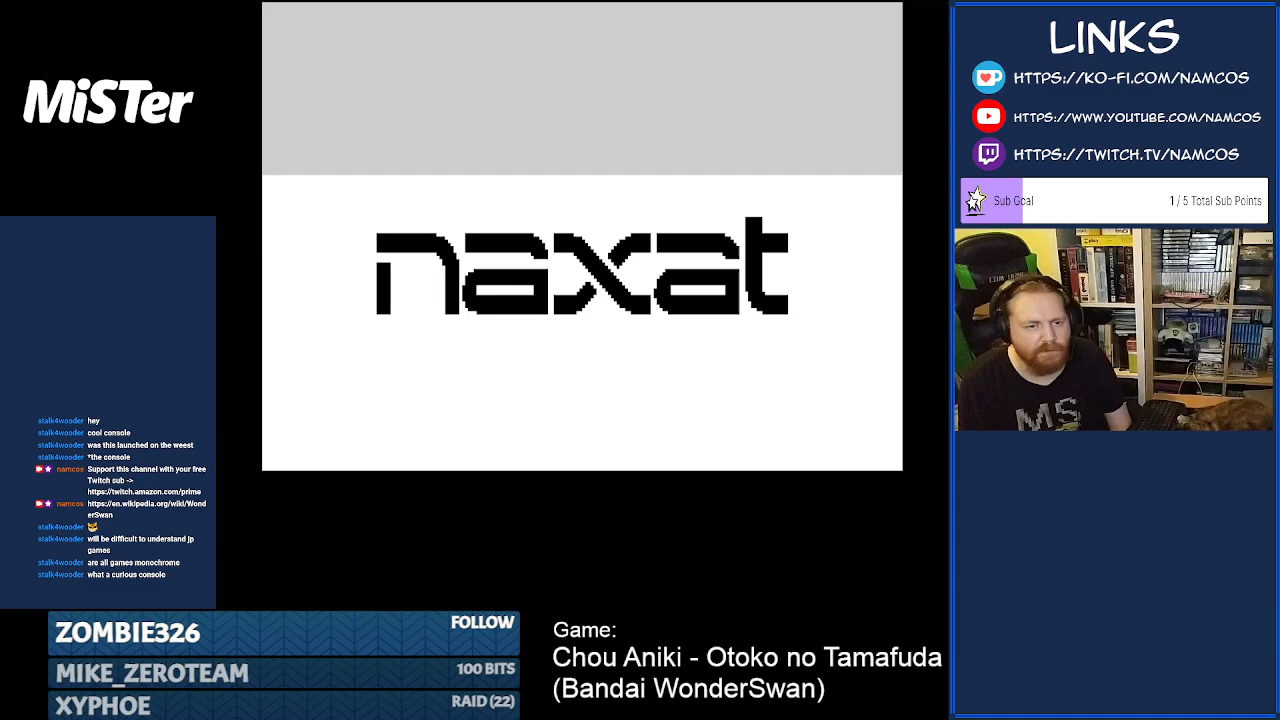 MiSTer
naxat
LINKS
HTTPS://KO-FI.COM/NAMCOS
HTTPS://WWW.YOUTUBE.COM/NAMCOS
HTTPS://TWITCH.TV/NAMCOS
Sub Goal
1 / 5 Total Sub Points
MS
stalk4wooder hey
stalk4wooder cool console
stalk4wooder was this launched on the weest
stalk4wooder *the console
namcos Support this channel with your free
Twitch sub ->
https://twitch.amazon.com/prime
namcos https://en.wikipedia.org/wiki/Wond
erSwan
stalk4wooder
stalk4wooder will be difficult to understand jp
games
stalk4wooder are all games monochrome
stalk4wooder what a curious console
ZOMBIE326 FOLLOW
MIKE_ZEROTEAM 100 BITS
XYPHOE RAID (22)
Game:
Chou Aniki - Otoko no Tamafuda
(Bandai WonderSwan)